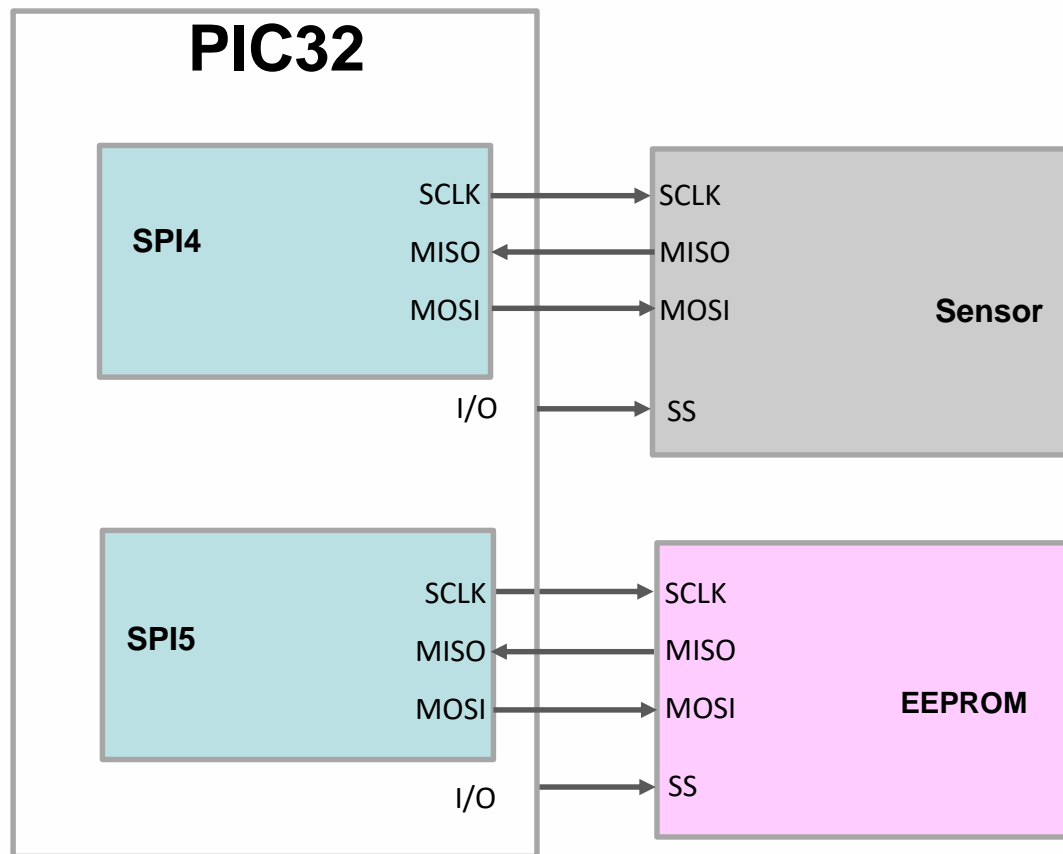 PIC32
SPI4
SCLK
MISO
MOSI
I/O
SCLK
MISO
MOSI
SS
Sensor
SPI5
SCLK
MISO
MOSI
I/O
SCLK
MISO
MOSI
SS
EEPROM